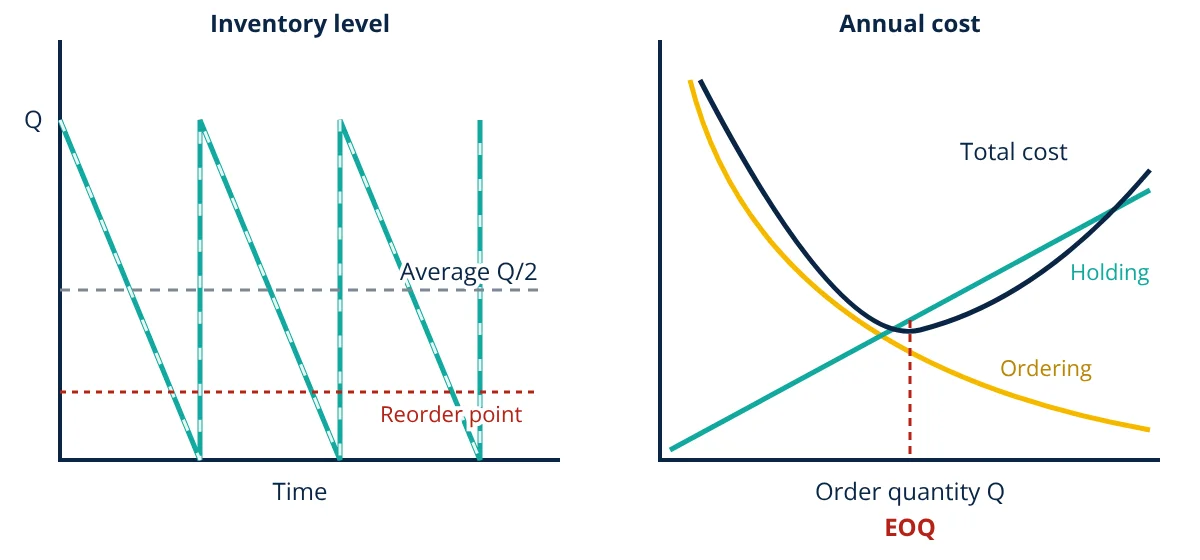 Inventory level
Q
Average Q/2
Reorder point
Time
Annual cost
Total cost
Holding
Ordering
Order quantity Q
EOQ